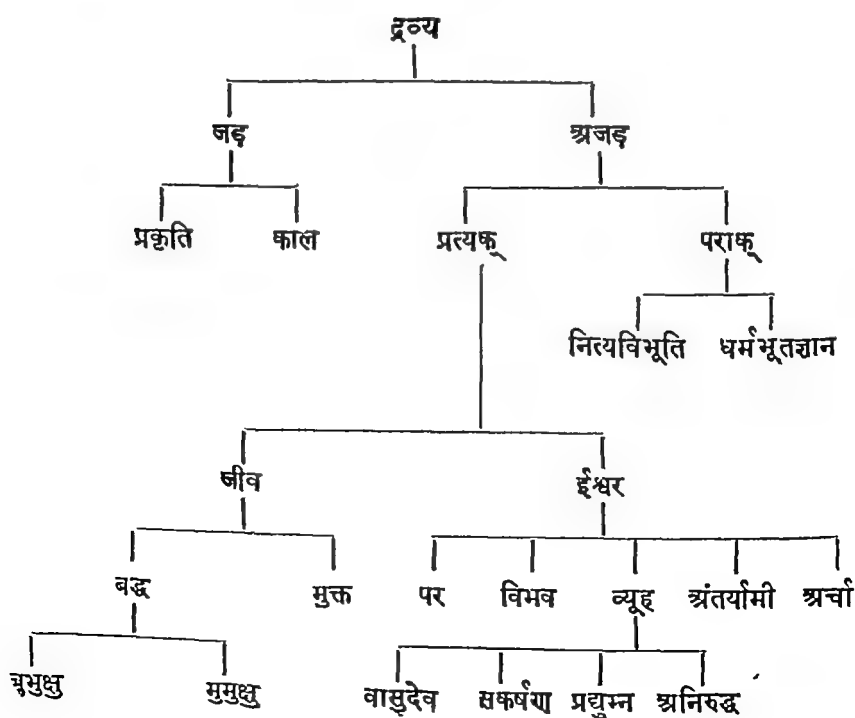 द्रव्य
जड़ अजड़
प्रकृति काल प्रत्यक् पराक्
नित्यविभूति धर्मभूतज्ञान
जीव ईश्वर
बद्ध मुक्त पर विभव व्यूह अंतर्यामी अर्चा
बुभुक्षु मुमुक्षु वासुदेव सकर्षण प्रद्युम्न अनिरुद्ध